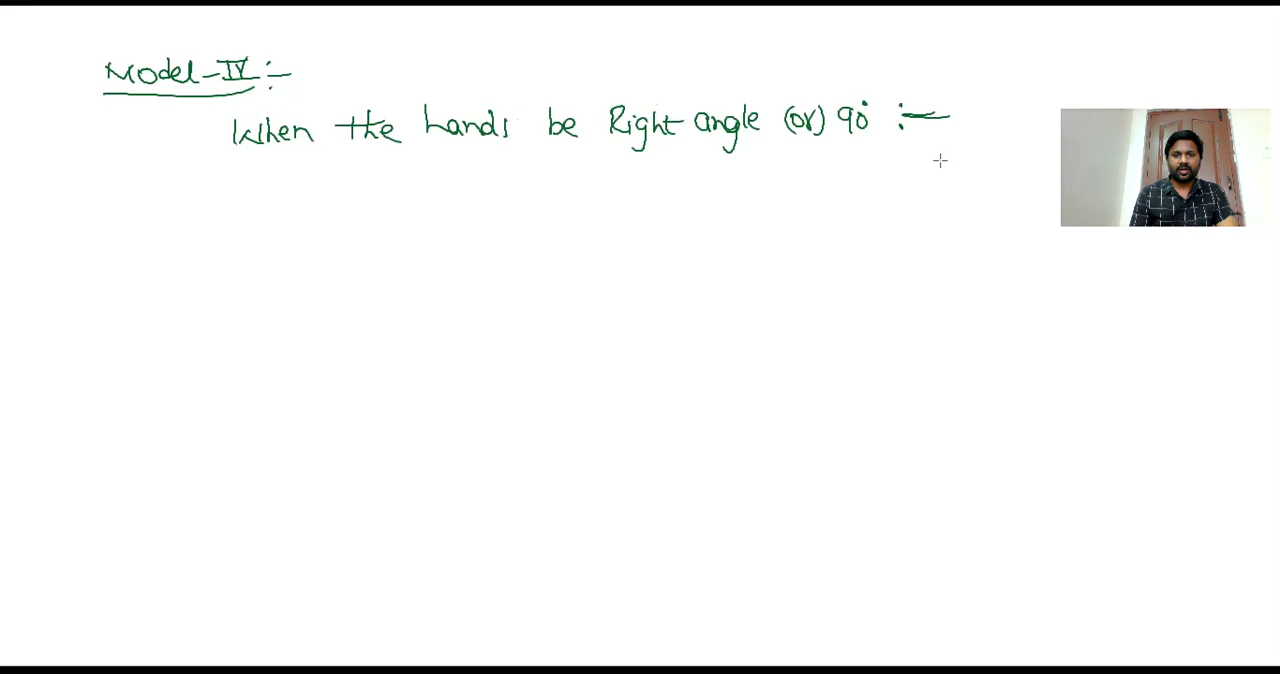 Model-IV :-
When the hands be Right angle (or) 90° :-